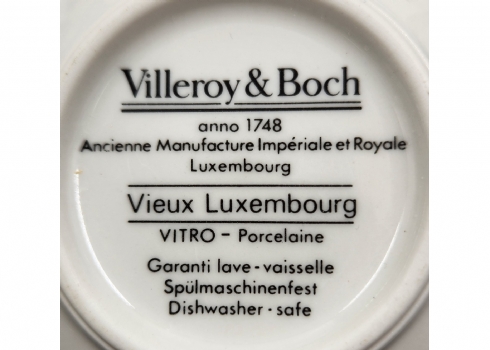 Villeroy & Boch
anno 1748
Ancienne Manufacture Impériale et Royale
Luxembourg
Vieux Luxembourg
VITRO - Porcelaine
Garanti lave - vaisselle
Spülmaschinenfest
Dishwasher - safe